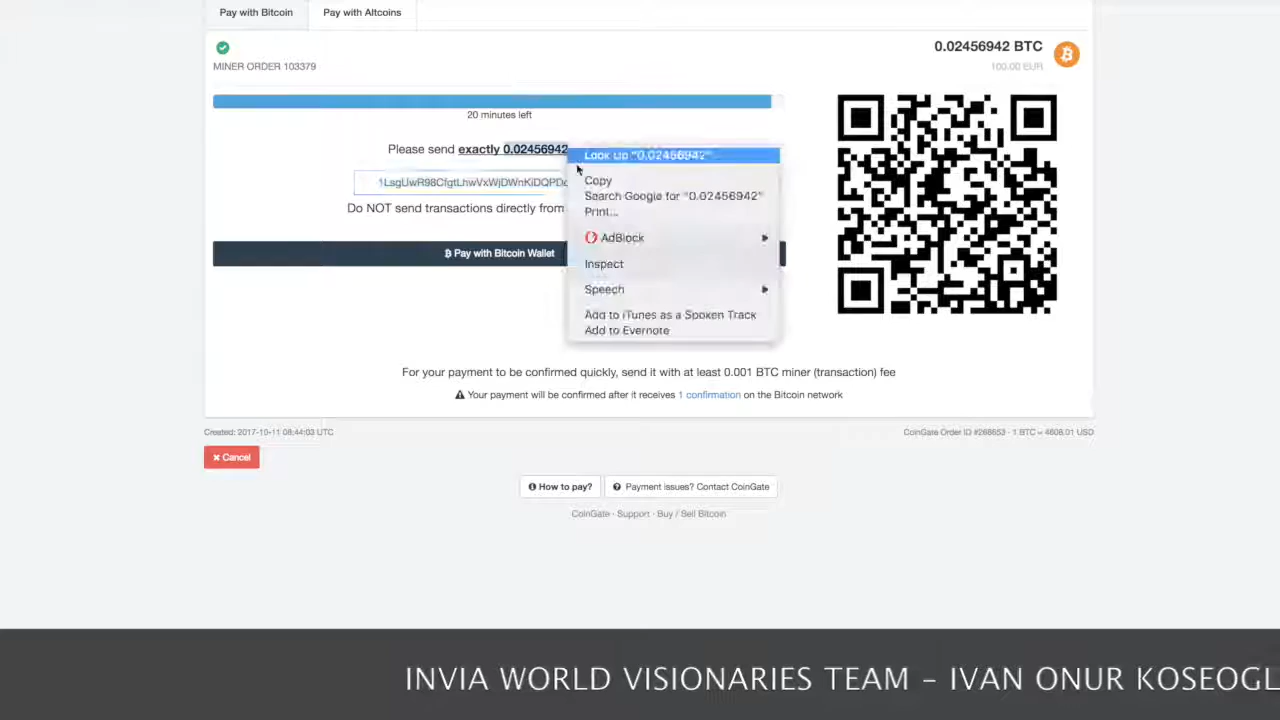 Pay with Bitcoin
Pay with Altcoins
MINER ORDER 103379
0.02456942 BTC
100.00 EUR
20 minutes left
Please send exactly 0.02456942
Do NOT send transactions directly from
Pay with Bitcoin Wallet
Look Up "0.02456942"
Copy
Search Google for "0.02456942"
Print...
AdBlock
Inspect
Speech
Add to iTunes as a Spoken Track
Add to Evernote
For your payment to be confirmed quickly, send it with at least 0.001 BTC miner (transaction) fee
Your payment will be confirmed after it receives 1 confirmation on the Bitcoin network
Created: 2017-10-11 08:44:03 UTC
CoinGate Order ID #268653 · 1 BTC = 4808.01 USD
Cancel
How to pay?
Payment issues? Contact CoinGate
CoinGate · Support · Buy / Sell Bitcoin
INVIA WORLD VISIONARIES TEAM – IVAN ONUR KOSEOGL